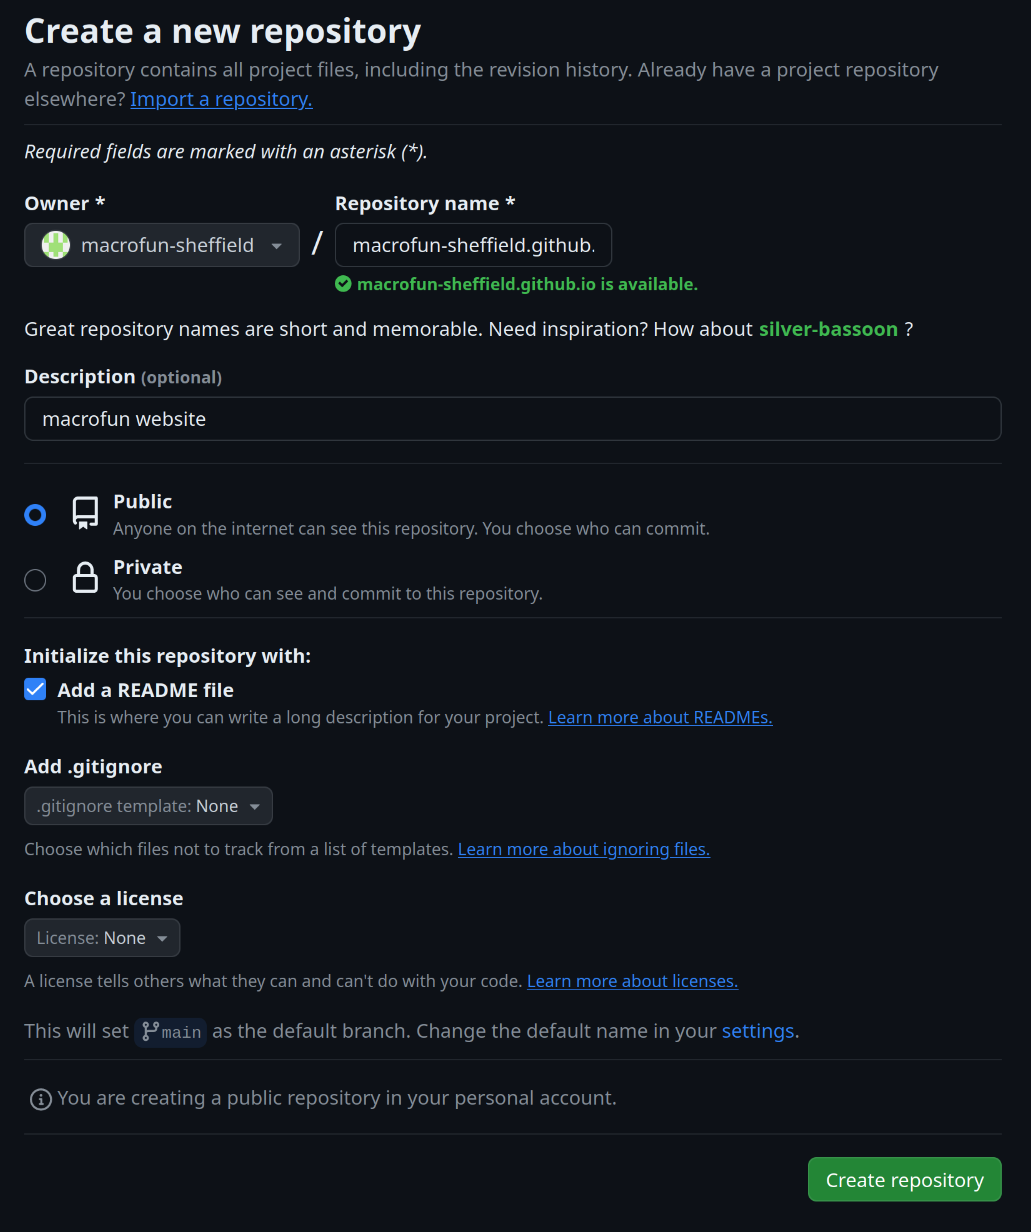 Create a new repository
A repository contains all project files, including the revision history. Already have a project repository
elsewhere? Import a repository.
Required fields are marked with an asterisk (*).
Owner * Repository name *
macrofun-sheffield / macrofun-sheffield.github.
macrofun-sheffield.github.io is available.
Great repository names are short and memorable. Need inspiration? How about silver-bassoon ?
Description (optional)
macrofun website
Public
Anyone on the internet can see this repository. You choose who can commit.
Private
You choose who can see and commit to this repository.
Initialize this repository with:
Add a README file
This is where you can write a long description for your project. Learn more about READMEs.
Add .gitignore
.gitignore template: None
Choose which files not to track from a list of templates. Learn more about ignoring files.
Choose a license
License: None
A license tells others what they can and can't do with your code. Learn more about licenses.
This will set main as the default branch. Change the default name in your settings.
You are creating a public repository in your personal account.
Create repository